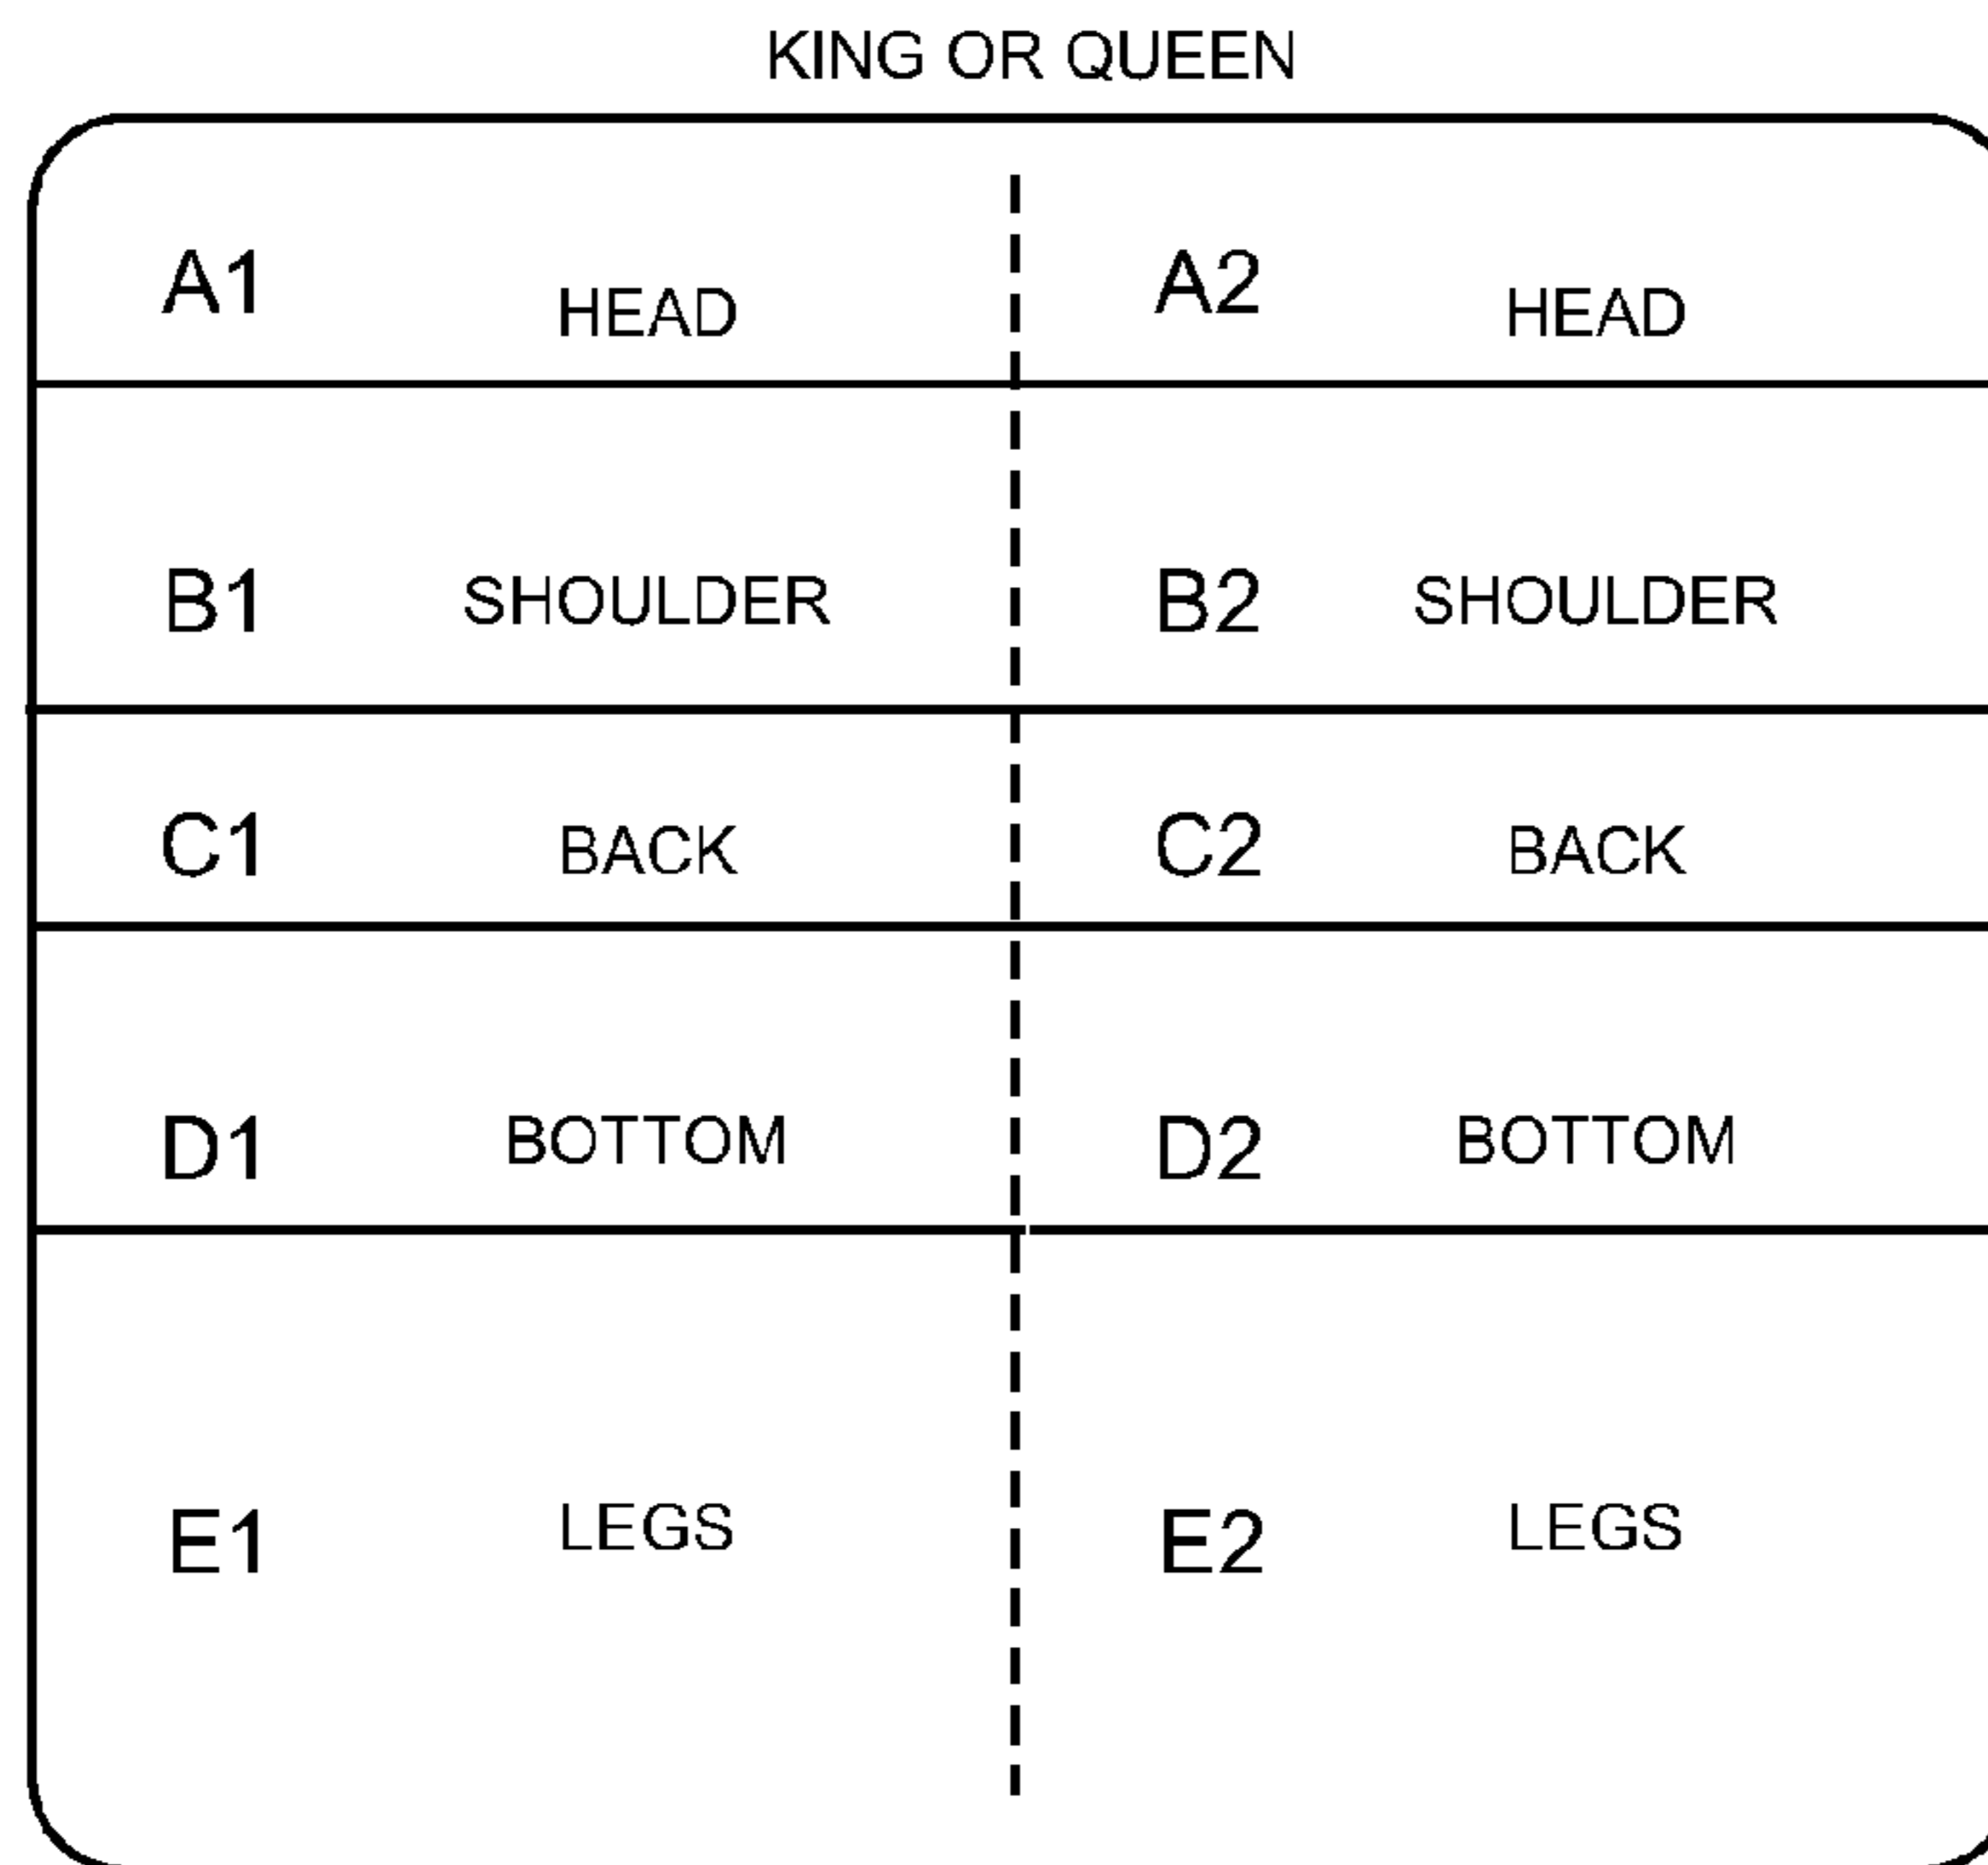 KING OR QUEEN
A1 HEAD A2 HEAD
B1 SHOULDER B2 SHOULDER
C1 BACK C2 BACK
D1 BOTTOM D2 BOTTOM
E1 LEGS E2 LEGS